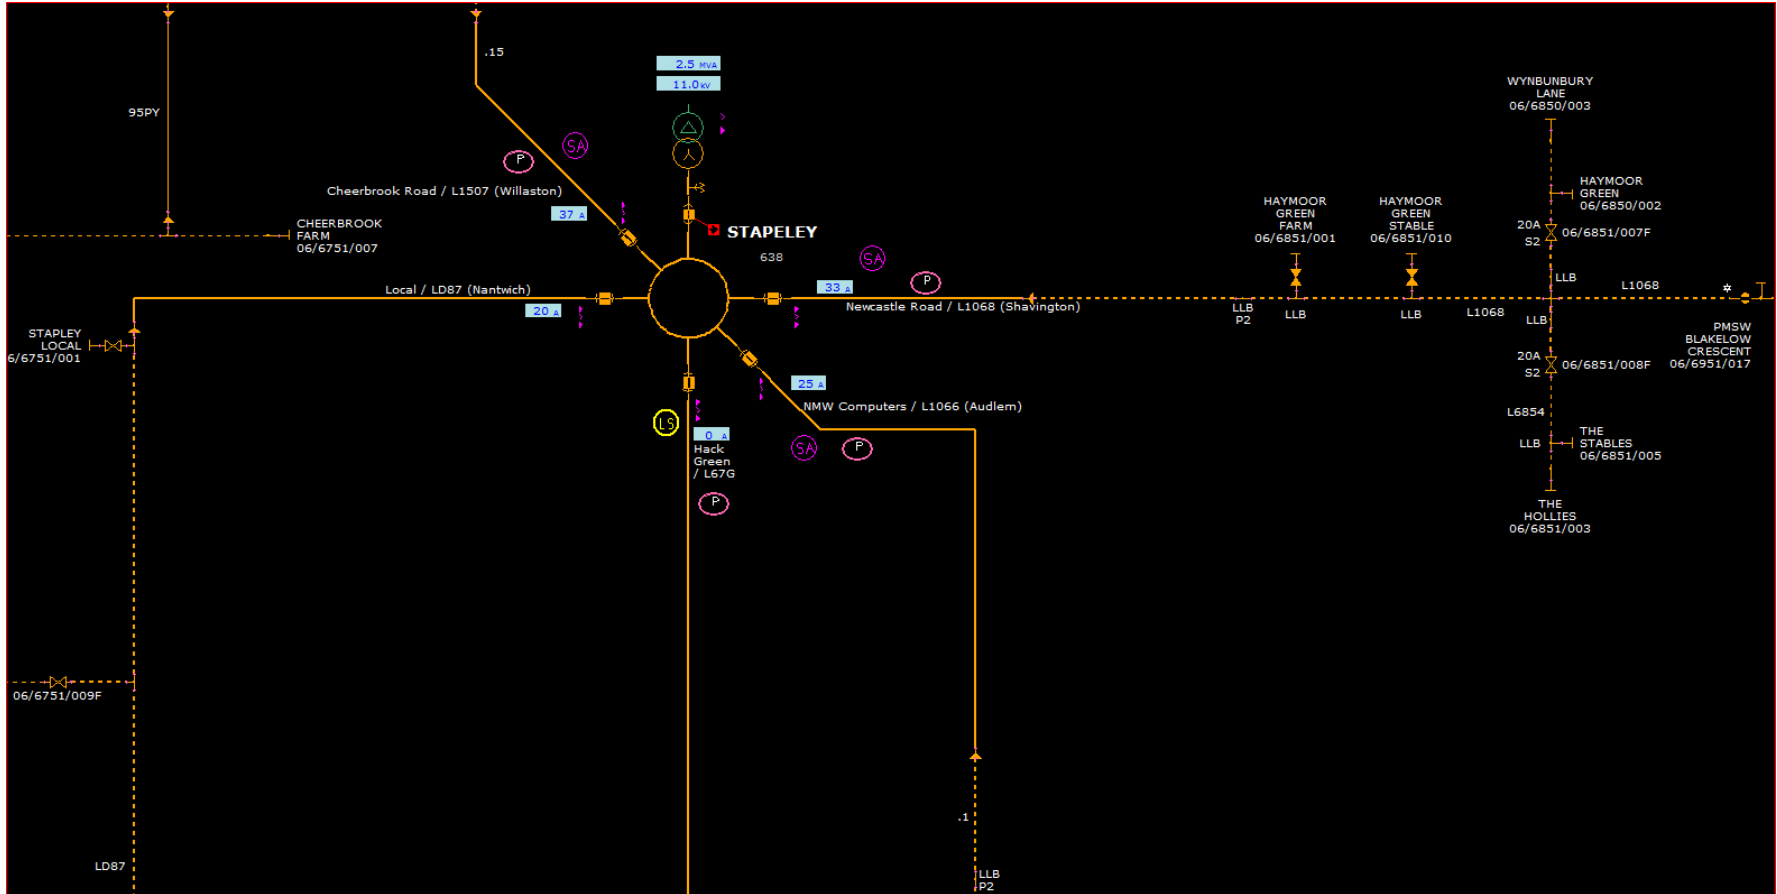 .15
2.5 MVA
11.0 kV
WYNBUNBURY
LANE
06/6850/003
95PY
SA
P
Cheerbrook Road / L1507 (Willaston)
37 A
CHEERBROOK
FARM
06/6751/007
STAPELEY
638
SA
P
HAYMOOR
GREEN
FARM
06/6851/001
HAYMOOR
GREEN
STABLE
06/6851/010
HAYMOOR
GREEN
06/6850/002
20A
S2
06/6851/007F
LLB
Local / LD87 (Nantwich)
20 A
33 A
Newcastle Road / L1068 (Shavington)
LLB
P2
LLB
LLB
L1068
LLB
L1068
*
PMSW
BLAKELOW
CRESCENT
06/6951/017
STAPLEY
LOCAL
6/6751/001
20A
S2
06/6851/008F
25 A
NMW Computers / L1066 (Audlem)
SA
P
LS
0 A
Hack
Green
/ L67G
P
L6854
LLB
THE
STABLES
06/6851/005
THE
HOLLIES
06/6851/003
06/6751/009F
.1
LD87
LLB
P2